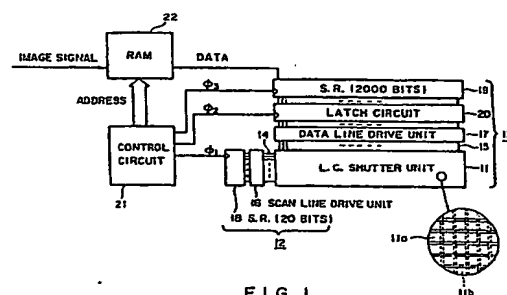 22
RAM
IMAGE SIGNAL
DATA
ADDRESS
ϕ3
ϕ2
ϕ1
CONTROL
CIRCUIT
21
S.R. (2000 BITS)
19
LATCH CIRCUIT
20
DATA LINE DRIVE UNIT
17
15
14
L.C. SHUTTER UNIT
11
18
16
SCAN LINE DRIVE UNIT
18 S.R. (20 BITS)
12
11a
11b
FIG. 1